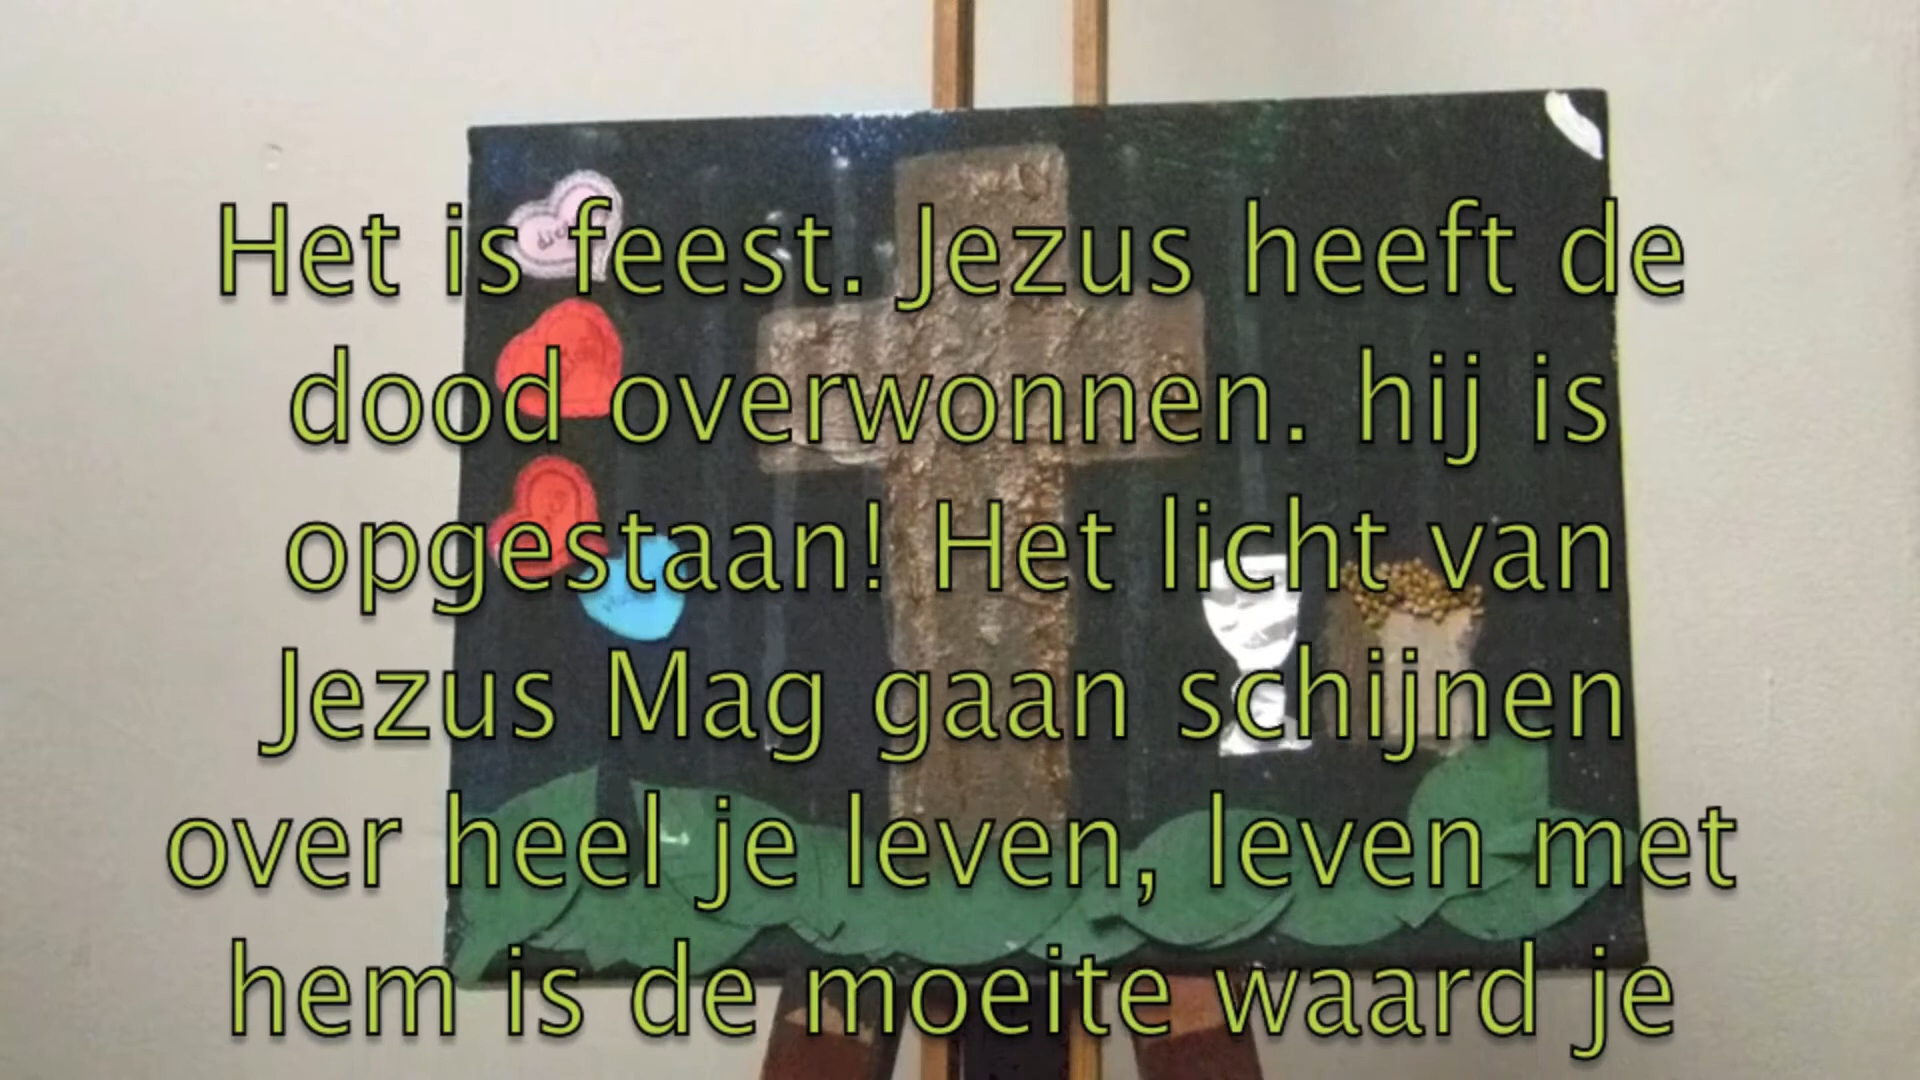 Het is feest. Jezus heeft de
dood overwonnen. hij is
opgestaan! Het licht van
Jezus Mag gaan schijnen
over heel je leven, leven met
hem is de moeite waard je